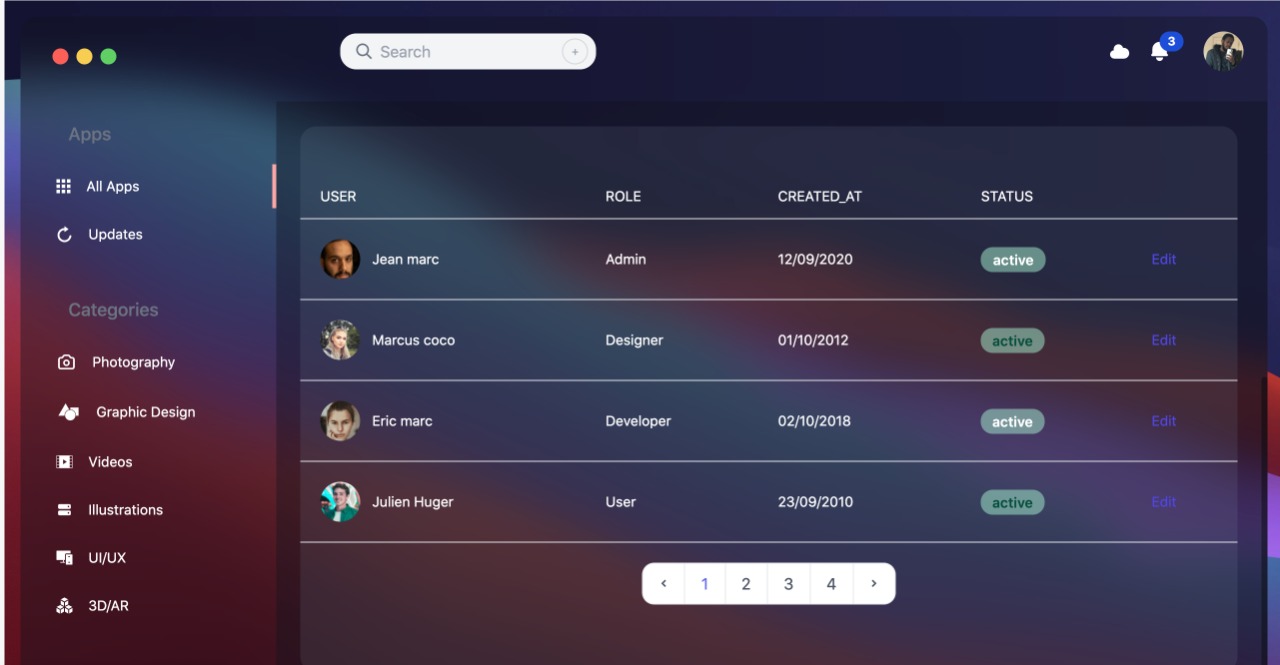 Search +
3
Apps
All Apps
Updates
Categories
Photography
Graphic Design
Videos
Illustrations
UI/UX
3D/AR
USER ROLE CREATED_AT STATUS
Jean marc Admin 12/09/2020 active Edit
Marcus coco Designer 01/10/2012 active Edit
Eric marc Developer 02/10/2018 active Edit
Julien Huger User 23/09/2010 active Edit
‹ 1 2 3 4 ›